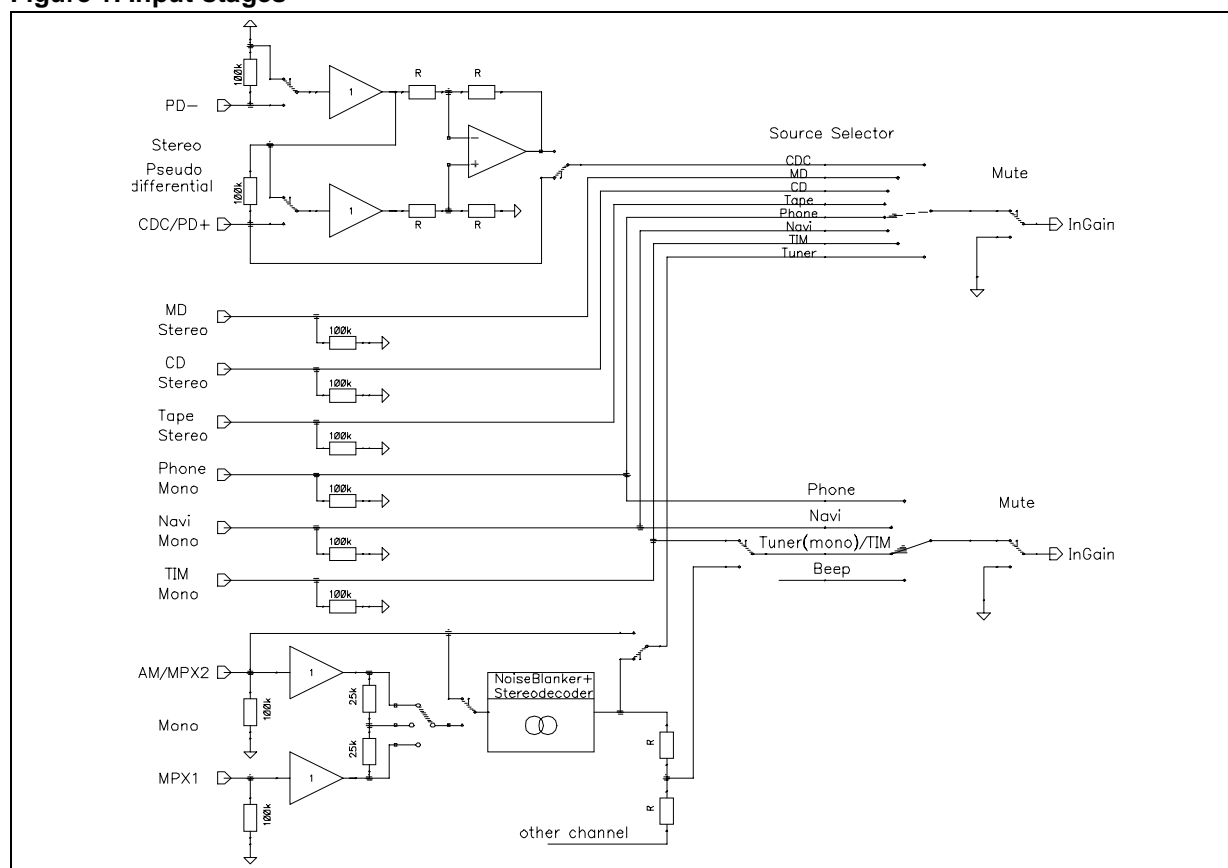 Figure 1. Input stages
100k
R
R
1
PD-
Stereo
Pseudo
differential
100k
1
R
R
CDC/PD+
Source Selector
CDC
MD
CD
Tape
Phone
Navi
TIM
Tuner
Mute
InGain
MD
Stereo
100k
CD
Stereo
100k
Tape
Stereo
100k
Phone
Mono
100k
Navi
Mono
100k
TIM
Mono
100k
Phone
Navi
Tuner(mono)/TIM
Beep
Mute
InGain
AM/MPX2
1
100k
25k
Mono
25k
MPX1
1
100k
NoiseBlanker+
Stereodecoder
R
R
other channel